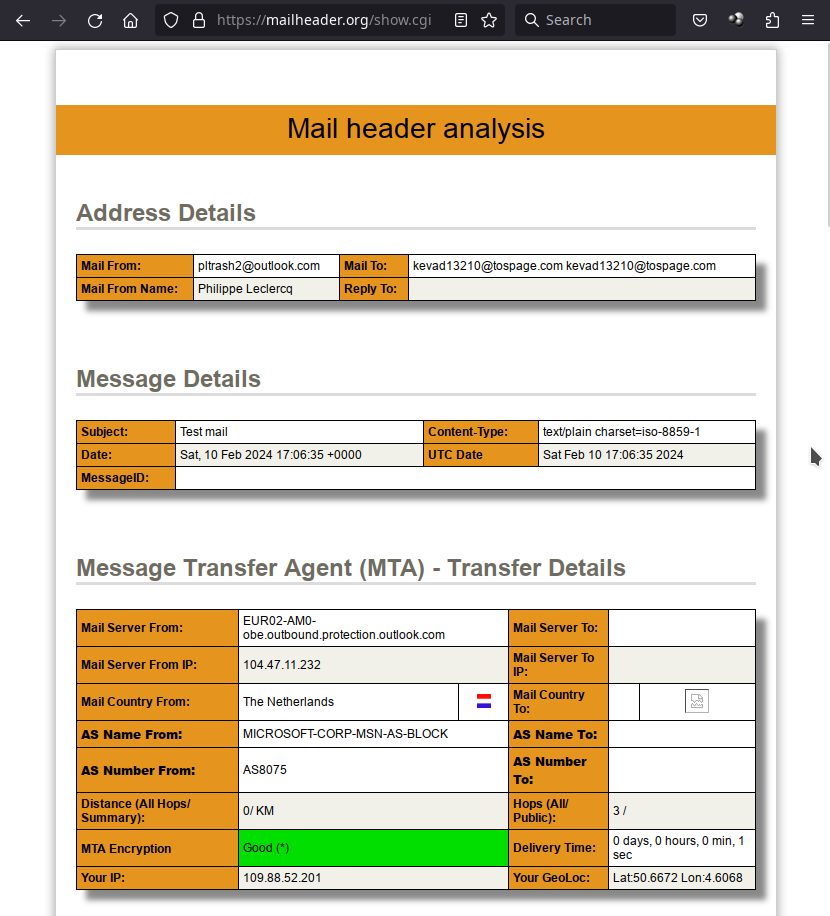 https://mailheader.org/show.cgi
Search
Mail header analysis
Address Details
Mail From: pltrash2@outlook.com Mail To: kevad13210@tospage.com kevad13210@tospage.com
Mail From Name: Philippe Leclercq Reply To:
Message Details
Subject: Test mail Content-Type: text/plain charset=iso-8859-1
Date: Sat, 10 Feb 2024 17:06:35 +0000 UTC Date Sat Feb 10 17:06:35 2024
MessageID:
Message Transfer Agent (MTA) - Transfer Details
Mail Server From: EUR02-AM0-
obe.outbound.protection.outlook.com Mail Server To:
Mail Server From IP: 104.47.11.232 Mail Server To
IP:
Mail Country From: The Netherlands Mail Country
To:
AS Name From: MICROSOFT-CORP-MSN-AS-BLOCK AS Name To:
AS Number From: AS8075 AS Number
To:
Distance (All Hops/
Summary): 0/ KM Hops (All/
Public): 3 /
MTA Encryption Good (*) Delivery Time: 0 days, 0 hours, 0 min, 1
sec
Your IP: 109.88.52.201 Your GeoLoc: Lat:50.6672 Lon:4.6068